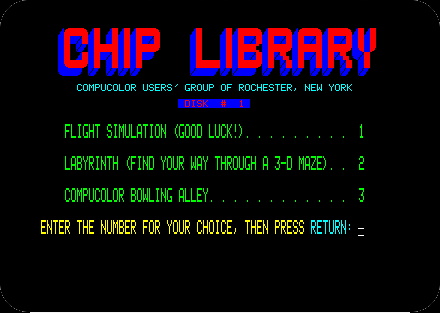 CHIP LIBRARY
COMPUCOLOR USERS' GROUP OF ROCHESTER, NEW YORK
DISK # 1
FLIGHT SIMULATION (GOOD LUCK!). . . . . . . . . 1
LABYRINTH (FIND YOUR WAY THROUGH A 3-D MAZE). . 2
COMPUCOLOR BOWLING ALLEY. . . . . . . . . . . . 3
ENTER THE NUMBER FOR YOUR CHOICE, THEN PRESS RETURN: _